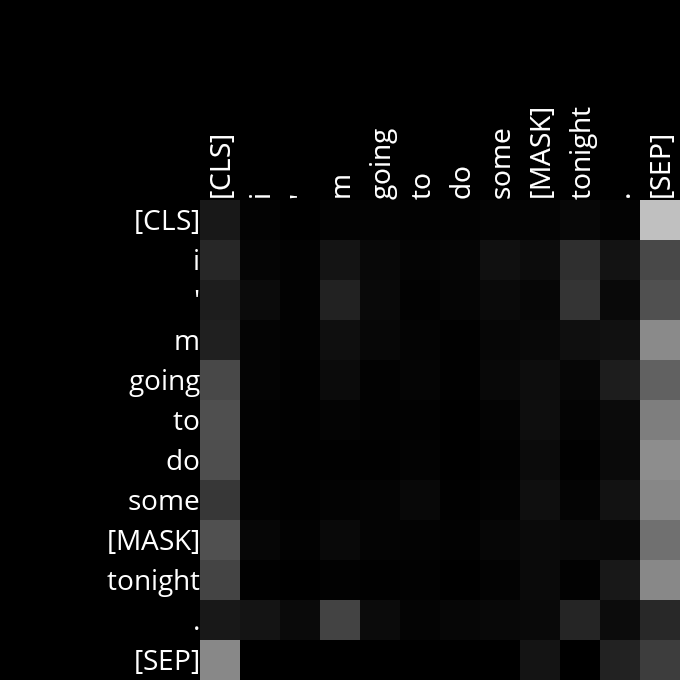 [CLS] i ' m going to do some [MASK] tonight . [SEP]
[CLS]
i
'
m
going
to
do
some
[MASK]
tonight
.
[SEP]